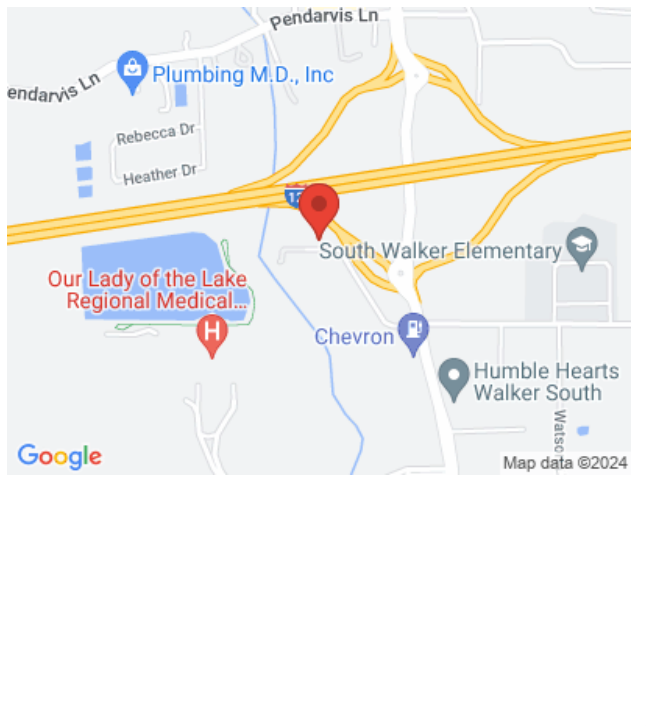 Pendarvis Ln
Plumbing M.D., Inc
endarvis Ln
Rebecca Dr
Heather Dr
South Walker Elementary
Our Lady of the Lake
Regional Medical...
Chevron
Humble Hearts
Walker South
Watso
Google
Map data ©2024